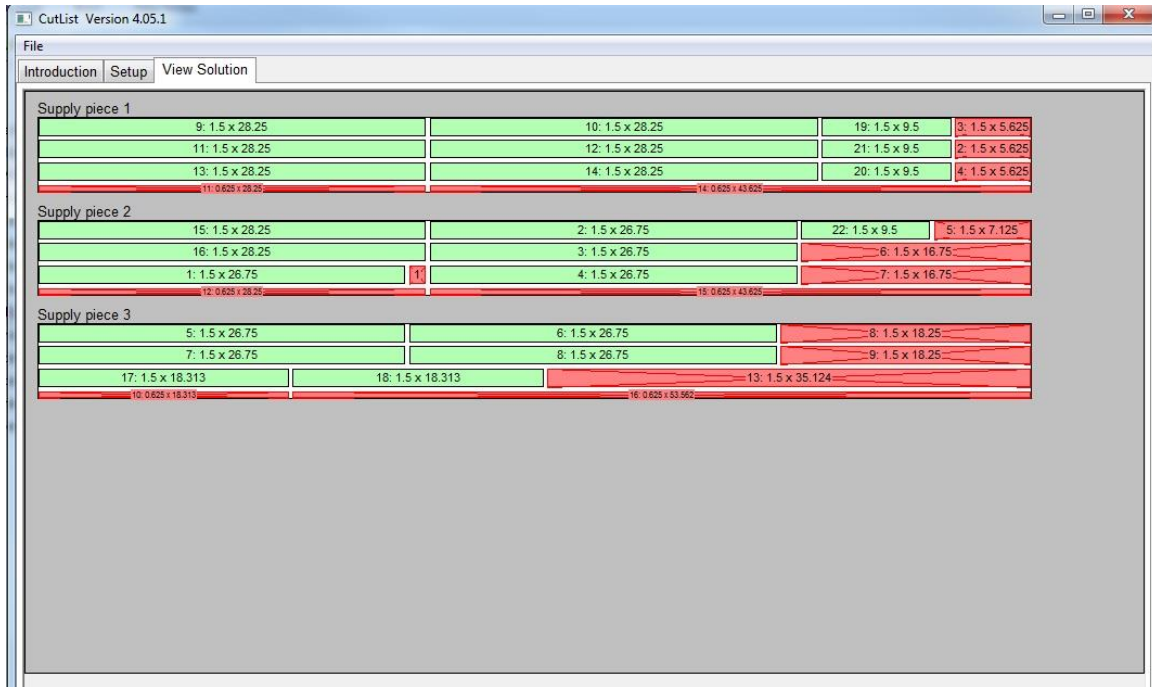 CutList Version 4.05.1
File
Introduction Setup View Solution
Supply piece 1
9: 1.5 x 28.25 10: 1.5 x 28.25 19: 1.5 x 9.5 3: 1.5 x 5.625
11: 1.5 x 28.25 12: 1.5 x 28.25 21: 1.5 x 9.5 2: 1.5 x 5.625
13: 1.5 x 28.25 14: 1.5 x 28.25 20: 1.5 x 9.5 4: 1.5 x 5.625
11: 0.625 x 28.25 14: 0.625 x 43.625
Supply piece 2
15: 1.5 x 28.25 2: 1.5 x 26.75 22: 1.5 x 9.5 5: 1.5 x 7.125
16: 1.5 x 28.25 3: 1.5 x 26.75 6: 1.5 x 16.75
1: 1.5 x 26.75 1 4: 1.5 x 26.75 7: 1.5 x 16.75
12: 0.625 x 28.25 15: 0.625 x 43.625
Supply piece 3
5: 1.5 x 26.75 6: 1.5 x 26.75 8: 1.5 x 18.25
7: 1.5 x 26.75 8: 1.5 x 26.75 9: 1.5 x 18.25
17: 1.5 x 18.313 18: 1.5 x 18.313 13: 1.5 x 35.124
10: 0.625 x 18.313 16: 0.625 x 53.562